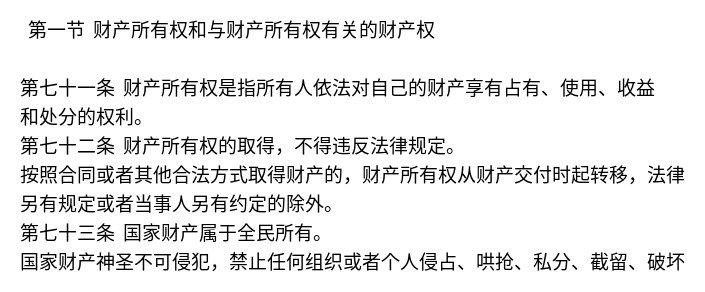 第一节 财产所有权和与财产所有权有关的财产权
第七十一条 财产所有权是指所有人依法对自己的财产享有占有、使用、收益
和处分的权利。
第七十二条 财产所有权的取得，不得违反法律规定。
按照合同或者其他合法方式取得财产的，财产所有权从财产交付时起转移，法律
另有规定或者当事人另有约定的除外。
第七十三条 国家财产属于全民所有。
国家财产神圣不可侵犯，禁止任何组织或者个人侵占、哄抢、私分、截留、破坏